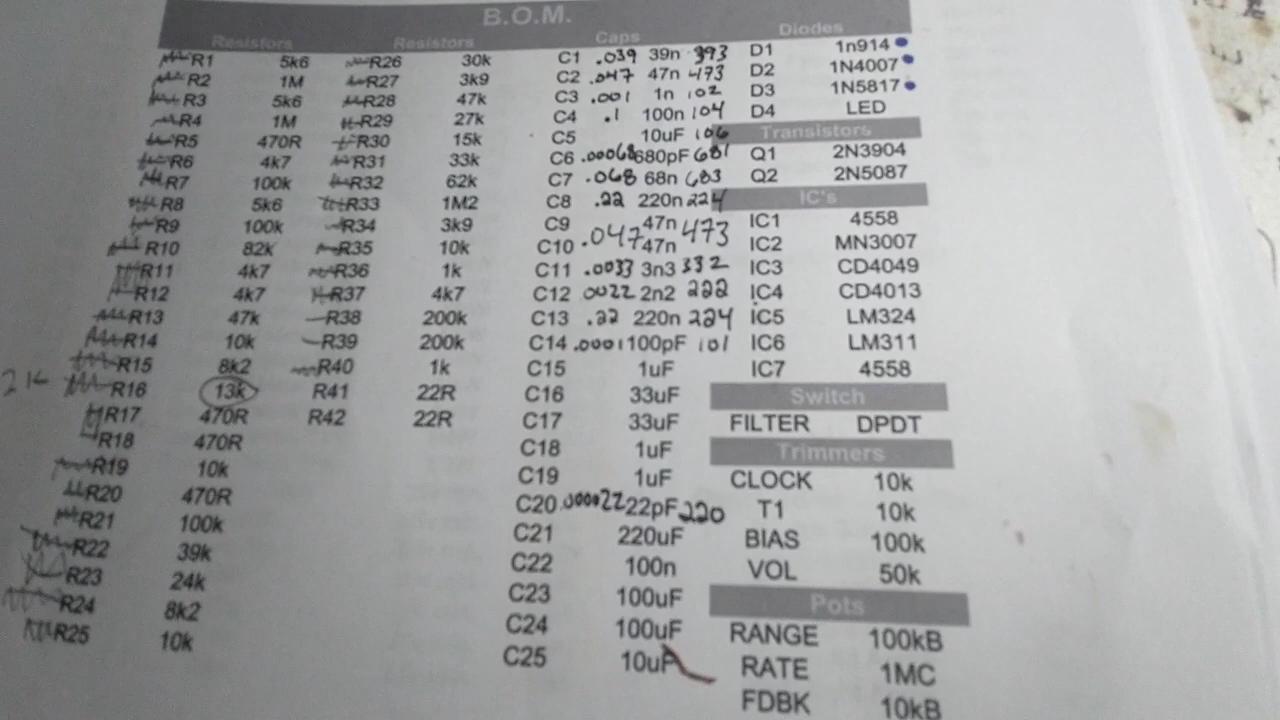 B.O.M.
Resistors Resistors Caps Diodes
R1 5k6 R26 30k C1 .039 39n 393 D1 1n914
R2 1M R27 3k9 C2 .047 47n 473 D2 1N4007
R3 5k6 R28 47k C3 .001 1n 102 D3 1N5817
R4 1M R29 27k C4 .1 100n 104 D4 LED
R5 470R R30 15k C5 10uF 106 Transistors
R6 4k7 R31 33k C6 .00068 680pF 681 Q1 2N3904
R7 100k R32 62k C7 .068 68n 683 Q2 2N5087
R8 5k6 R33 1M2 C8 .22 220n 224 IC's
R9 100k R34 3k9 C9 47n IC1 4558
R10 82k R35 10k C10 .047 47n 473 IC2 MN3007
R11 4k7 R36 1k C11 .0033 3n3 332 IC3 CD4049
R12 4k7 R37 4k7 C12 .0022 2n2 222 IC4 CD4013
R13 47k R38 200k C13 .22 220n 224 IC5 LM324
R14 10k R39 200k C14 .0001 100pF 101 IC6 LM311
R15 8k2 R40 1k C15 1uF IC7 4558
R16 13k R41 22R C16 33uF Switch
R17 470R R42 22R C17 33uF FILTER DPDT
R18 470R C18 1uF Trimmers
R19 10k C19 1uF CLOCK 10k
R20 470R C20 .000022 22pF 220 T1 10k
R21 100k C21 220uF BIAS 100k
R22 39k C22 100n VOL 50k
R23 24k C23 100uF Pots
R24 8k2 C24 100uF RANGE 100kB
R25 10k C25 10uF RATE 1MC
FDBK 10kB